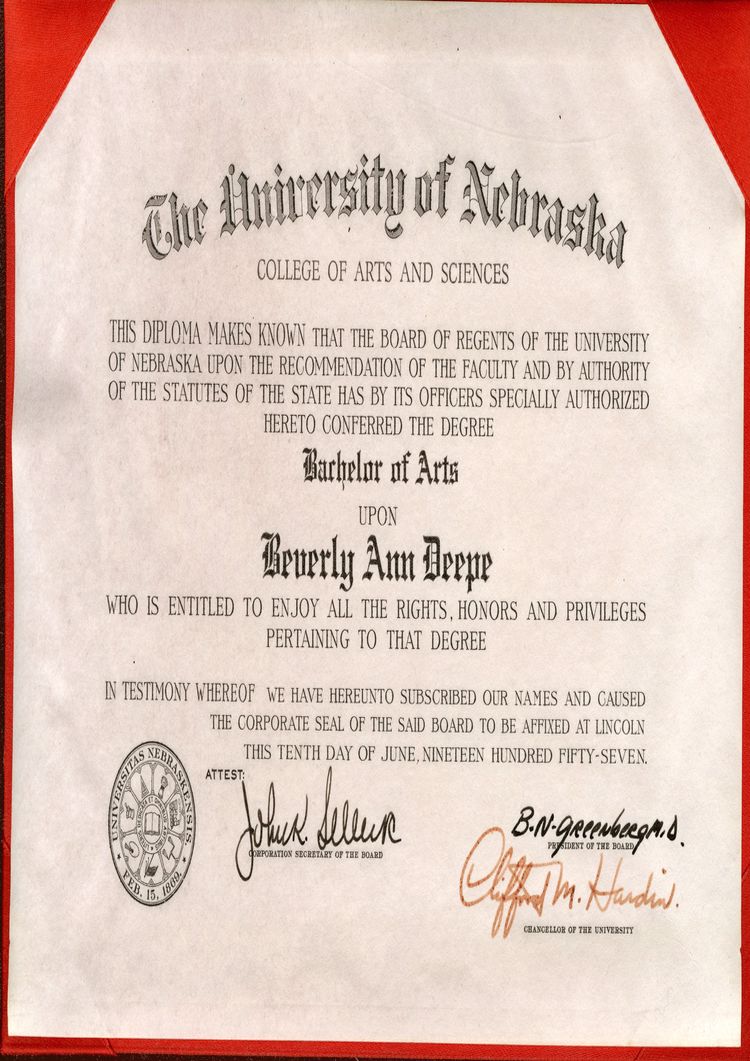 The University of Nebraska
COLLEGE OF ARTS AND SCIENCES
THIS DIPLOMA MAKES KNOWN THAT THE BOARD OF REGENTS OF THE UNIVERSITY
OF NEBRASKA UPON THE RECOMMENDATION OF THE FACULTY AND BY AUTHORITY
OF THE STATUTES OF THE STATE HAS BY ITS OFFICERS SPECIALLY AUTHORIZED
HERETO CONFERRED THE DEGREE
Bachelor of Arts
UPON
Beverly Ann Deepe
WHO IS ENTITLED TO ENJOY ALL THE RIGHTS, HONORS AND PRIVILEGES
PERTAINING TO THAT DEGREE
IN TESTIMONY WHEREOF WE HAVE HEREUNTO SUBSCRIBED OUR NAMES AND CAUSED
THE CORPORATE SEAL OF THE SAID BOARD TO BE AFFIXED AT LINCOLN
THIS TENTH DAY OF JUNE, NINETEEN HUNDRED FIFTY-SEVEN.
UNIVERSITAS NEBRASKENSIS
FEB. 15, 1869.
ATTEST:
John K. Selleck
CORPORATION SECRETARY OF THE BOARD
B.N. Greenberg M.D.
PRESIDENT OF THE BOARD
Clifford M. Hardin.
CHANCELLOR OF THE UNIVERSITY